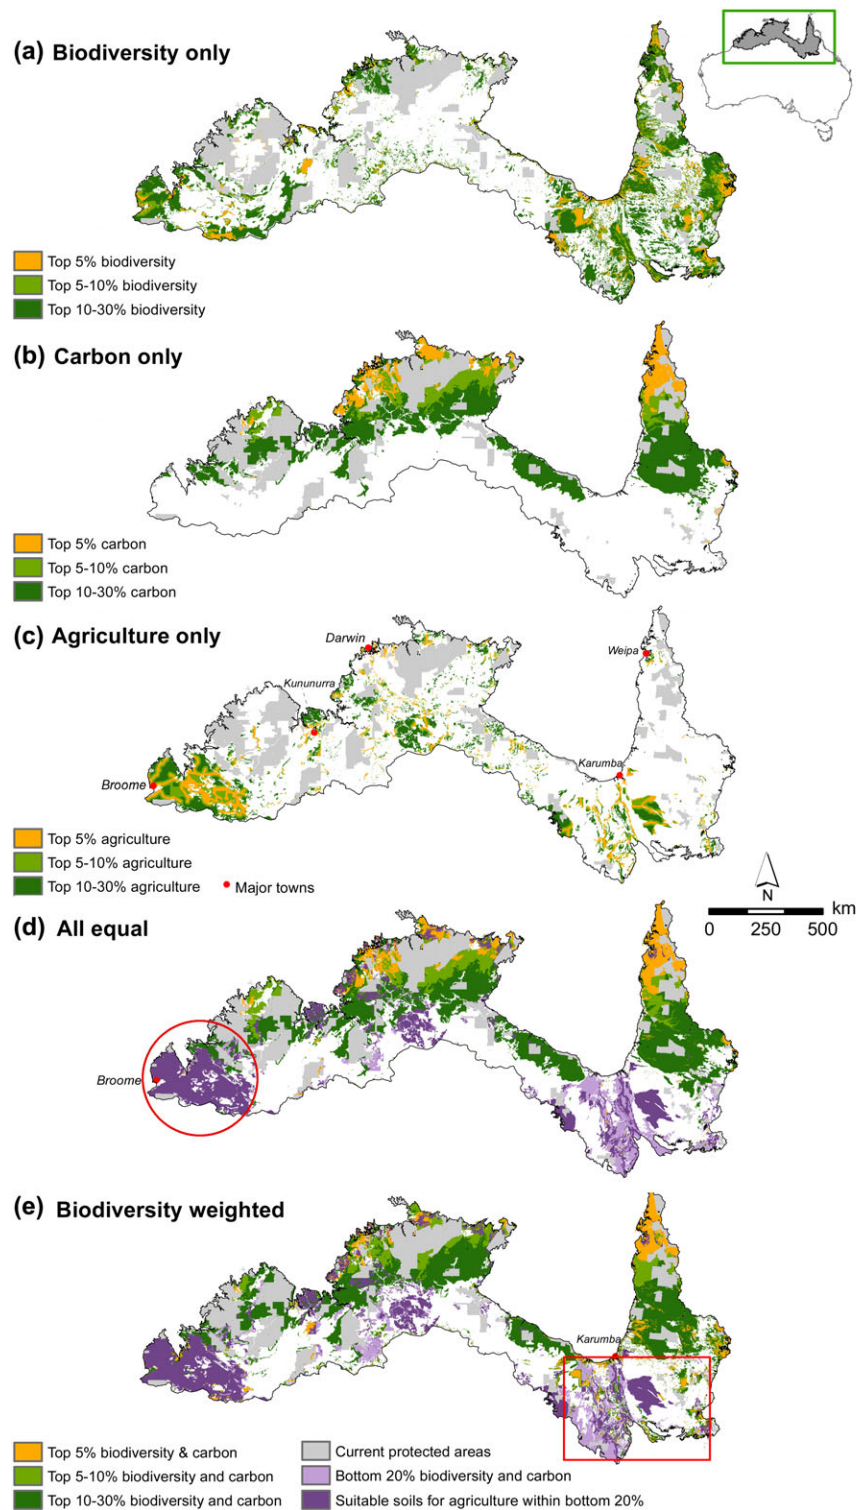 (a) Biodiversity only
Top 5% biodiversity
Top 5-10% biodiversity
Top 10-30% biodiversity
(b) Carbon only
Top 5% carbon
Top 5-10% carbon
Top 10-30% carbon
(c) Agriculture only
Darwin
Weipa
Kununurra
Karumba
Broome
Top 5% agriculture
Top 5-10% agriculture
Top 10-30% agriculture
Major towns
N
km
0 250 500
(d) All equal
Broome
(e) Biodiversity weighted
Karumba
Top 5% biodiversity & carbon
Top 5-10% biodiversity and carbon
Top 10-30% biodiversity and carbon
Current protected areas
Bottom 20% biodiversity and carbon
Suitable soils for agriculture within bottom 20%